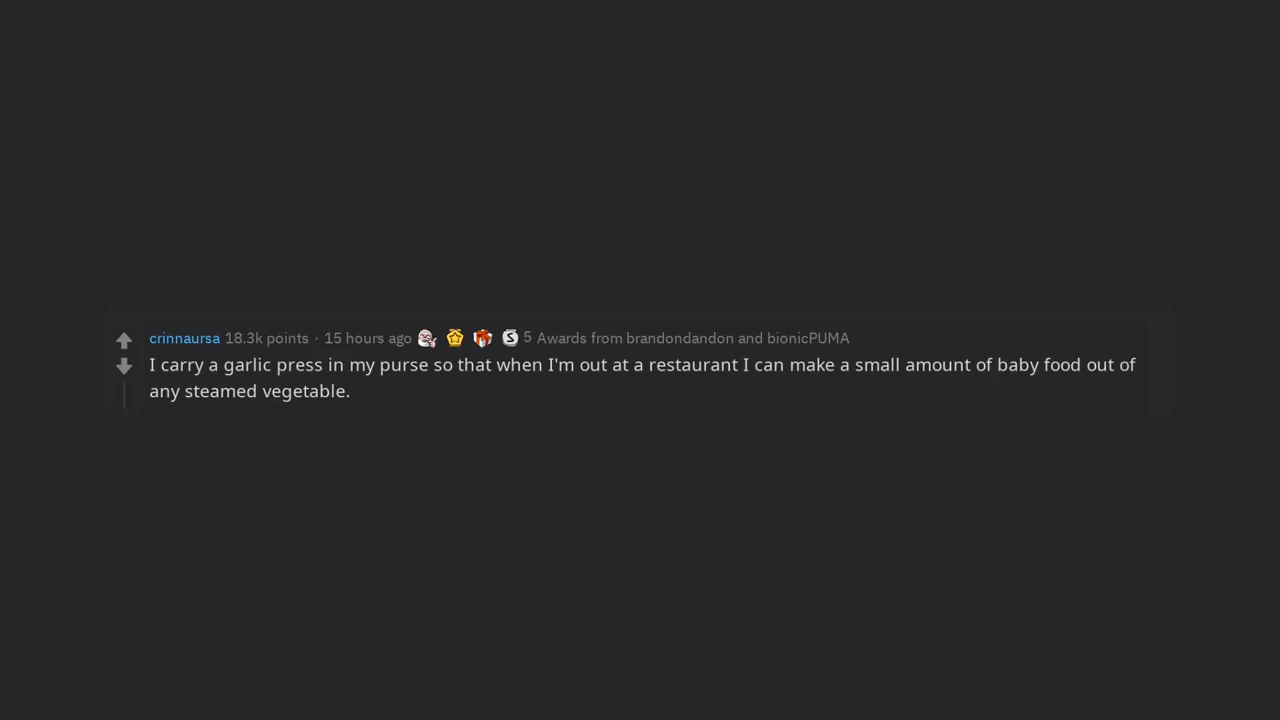 crinnaursa 18.3k points · 15 hours ago 5 Awards from brandondandon and bionicPUMA
I carry a garlic press in my purse so that when I'm out at a restaurant I can make a small amount of baby food out of
any steamed vegetable.